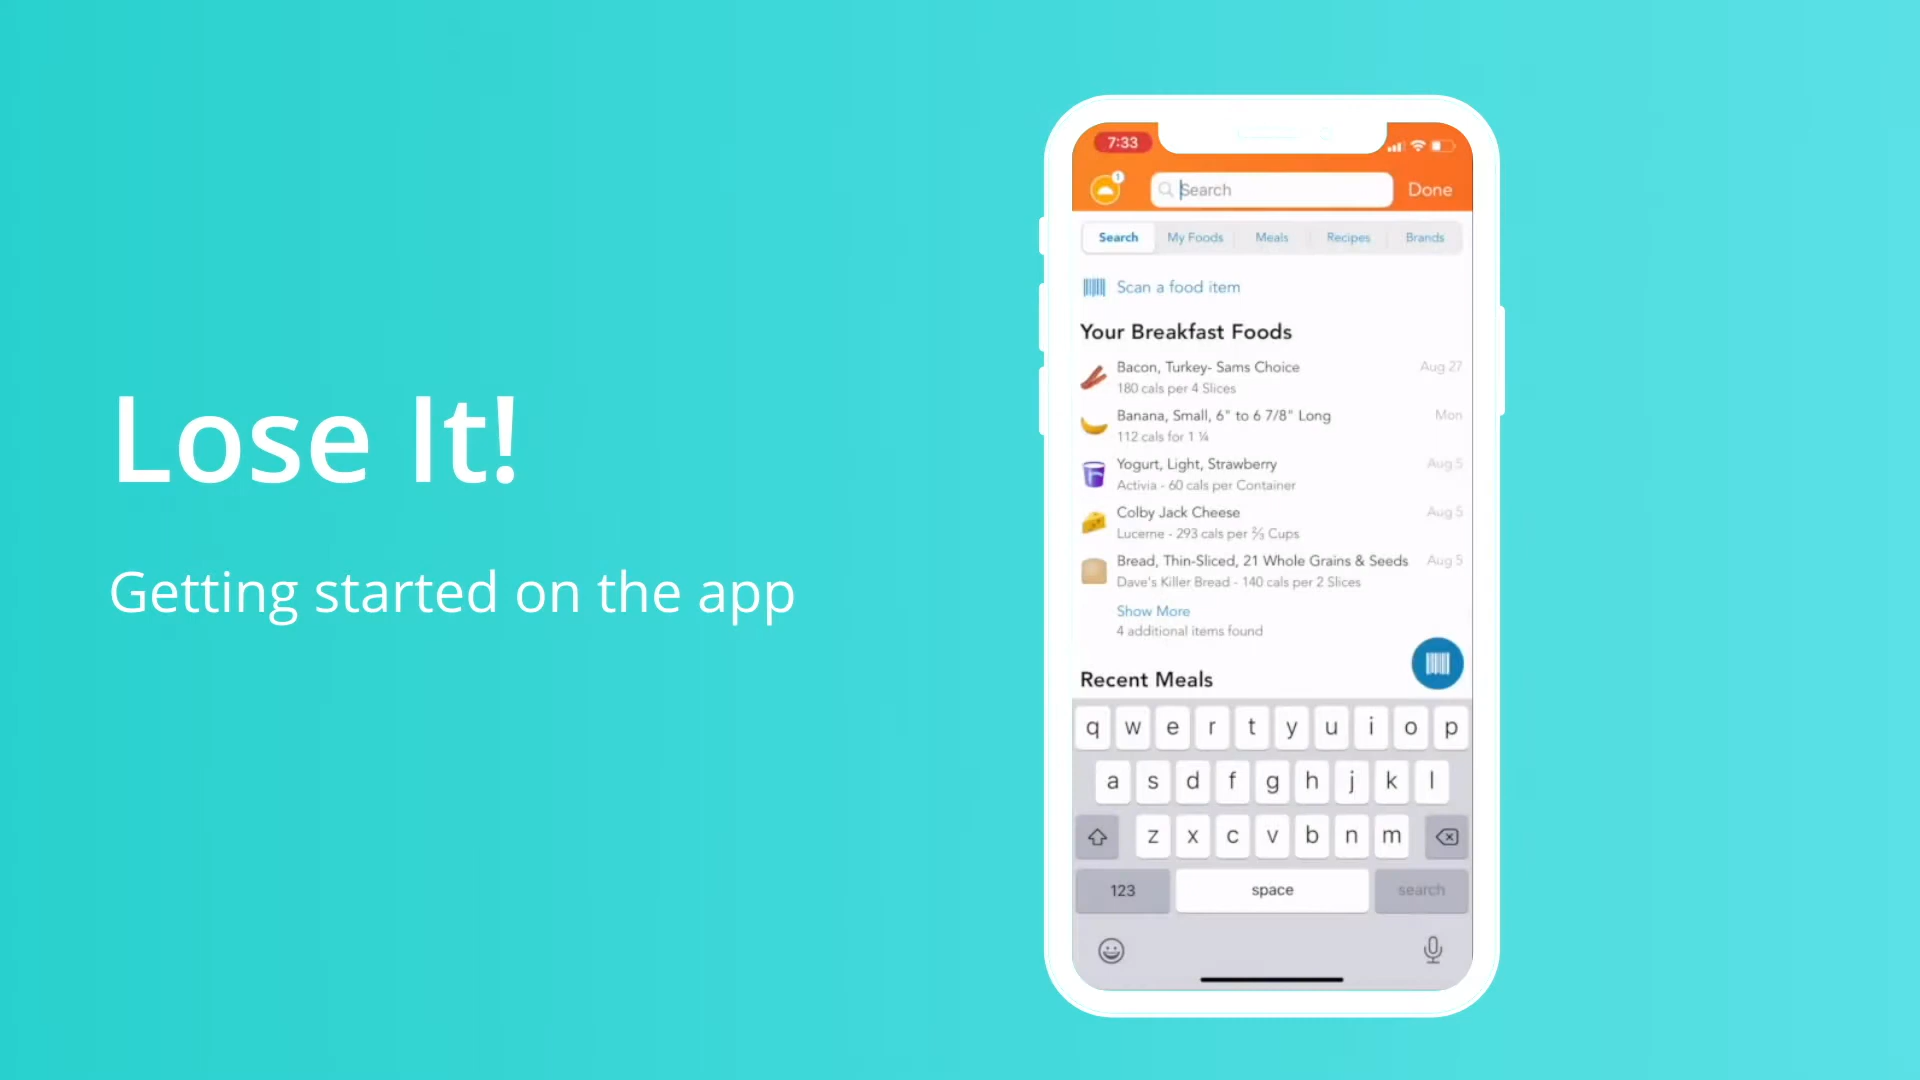 Lose It!
Getting started on the app
7:33
1
Search
Done
Search My Foods Meals Recipes Brands
Scan a food item
Your Breakfast Foods
Bacon, Turkey- Sams Choice Aug 27
180 cals per 4 Slices
Banana, Small, 6" to 6 7/8" Long Mon
112 cals for 1 ¼
Yogurt, Light, Strawberry Aug 5
Activia - 60 cals per Container
Colby Jack Cheese Aug 5
Lucerne - 293 cals per ⅔ Cups
Bread, Thin-Sliced, 21 Whole Grains & Seeds Aug 5
Dave's Killer Bread - 140 cals per 2 Slices
Show More
4 additional items found
Recent Meals
q w e r t y u i o p
a s d f g h j k l
z x c v b n m
123 space search